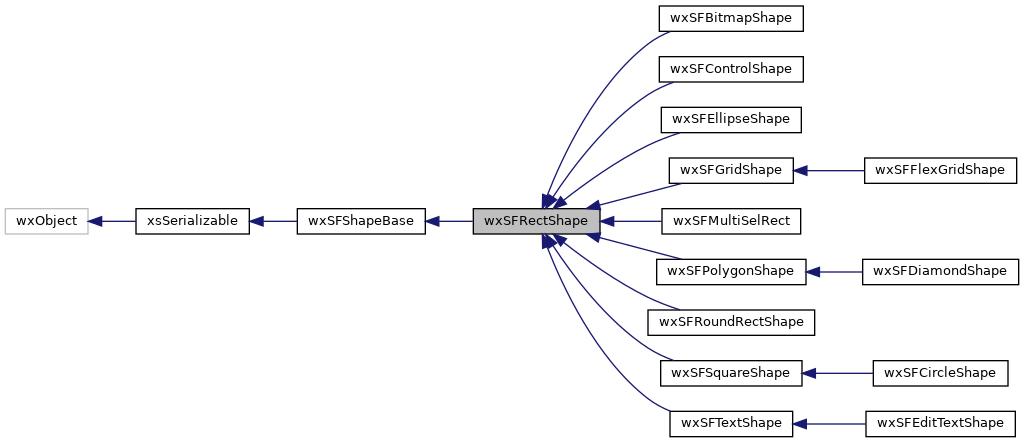 wxSFBitmapShape
wxSFControlShape
wxSFEllipseShape
wxSFGridShape
wxSFFlexGridShape
wxObject
xsSerializable
wxSFShapeBase
wxSFRectShape
wxSFMultiSelRect
wxSFPolygonShape
wxSFDiamondShape
wxSFRoundRectShape
wxSFSquareShape
wxSFCircleShape
wxSFTextShape
wxSFEditTextShape